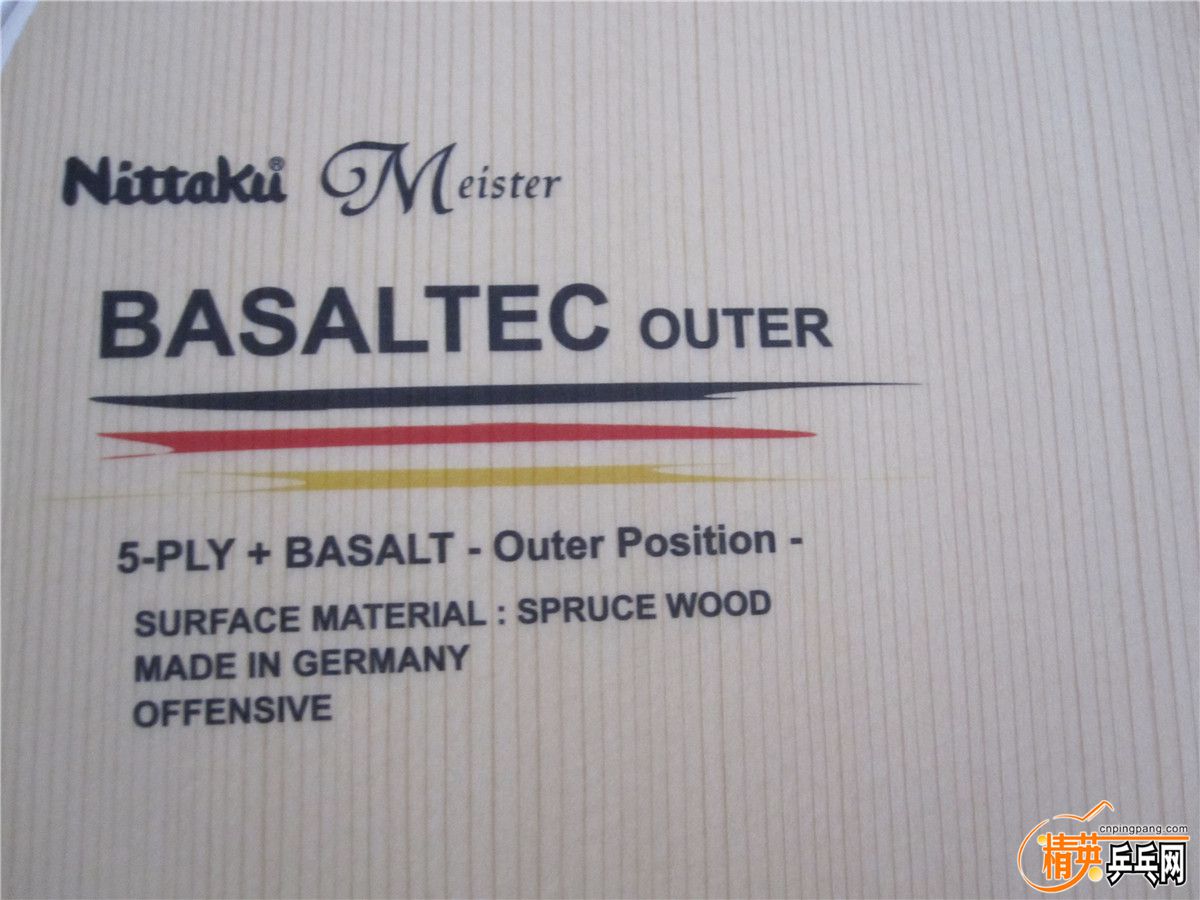 Nittaku® Meister
BASALTEC OUTER
5-PLY + BASALT - Outer Position -
SURFACE MATERIAL : SPRUCE WOOD
MADE IN GERMANY
OFFENSIVE
cnpingpang.com
精英乒乓网